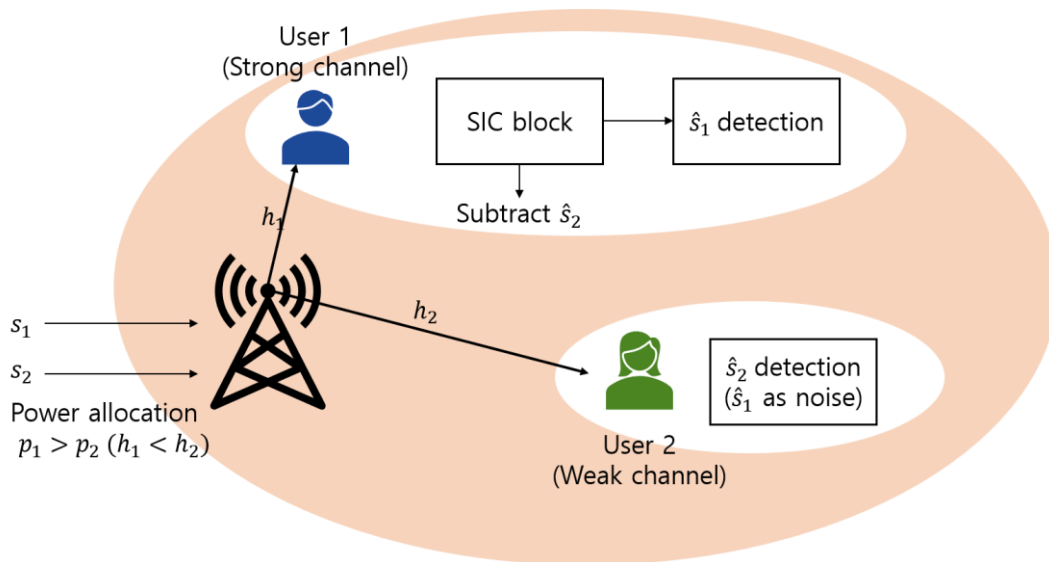 User 1
(Strong channel)
SIC block
ŝ₁ detection
Subtract ŝ₂
h₁
h₂
s₁
s₂
Power allocation
p₁ > p₂ (h₁ < h₂)
ŝ₂ detection
(ŝ₁ as noise)
User 2
(Weak channel)